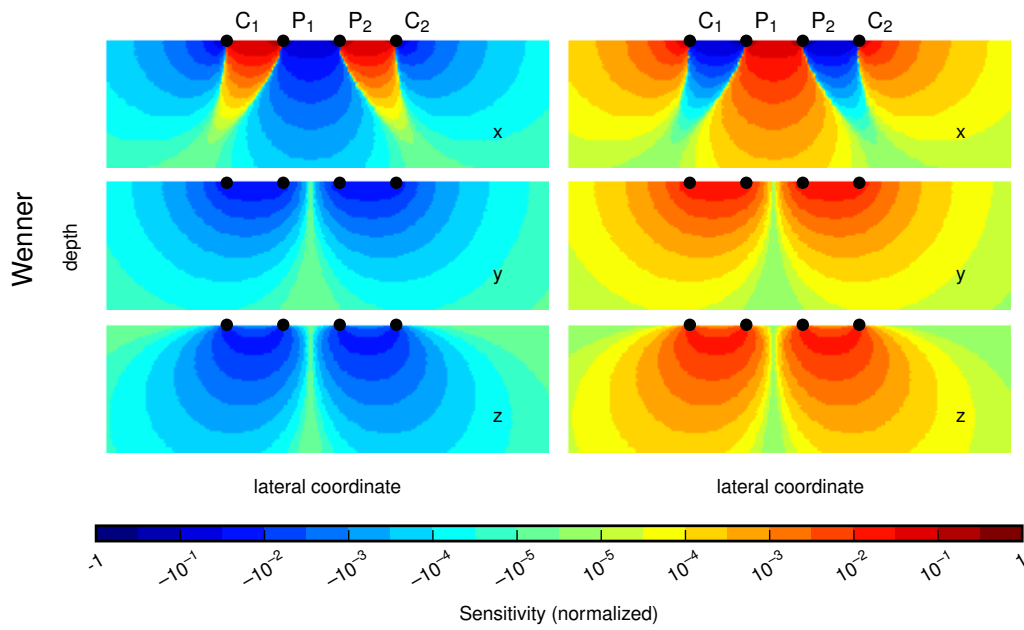 C₁ P₁ P₂ C₂ C₁ P₁ P₂ C₂
x x
Wenner
depth
y y
z z
lateral coordinate lateral coordinate
-1 −10⁻¹ −10⁻² −10⁻³ −10⁻⁴ −10⁻⁵ 10⁻⁵ 10⁻⁴ 10⁻³ 10⁻² 10⁻¹ 1
Sensitivity (normalized)